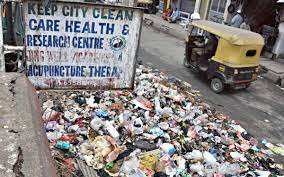 KEEP CITY CLEAN
CARE HEALTH &
RESEARCH CENTRE
ACUPUNCTURE THERA